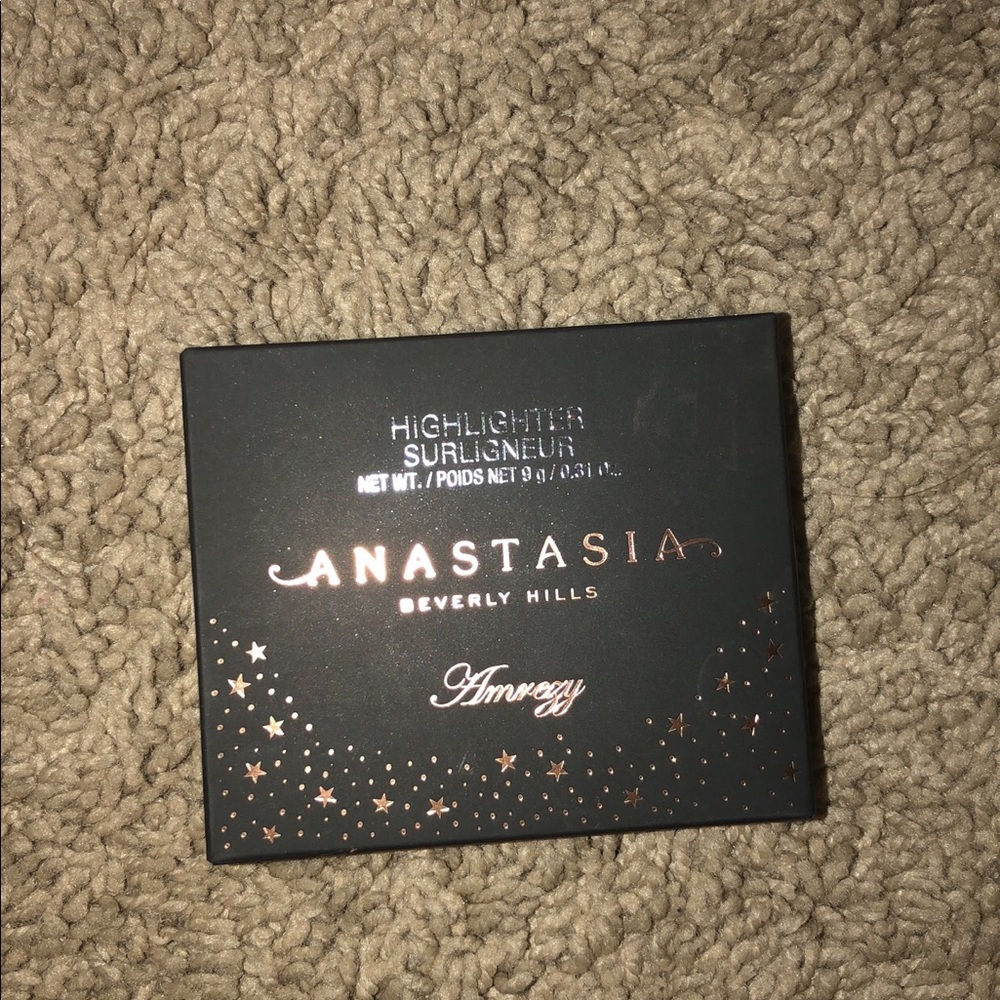 HIGHLIGHTER
SURLIGNEUR
NET WT. / POIDS NET 9 g / 0.31
ANASTASIA
BEVERLY HILLS
Amrezy